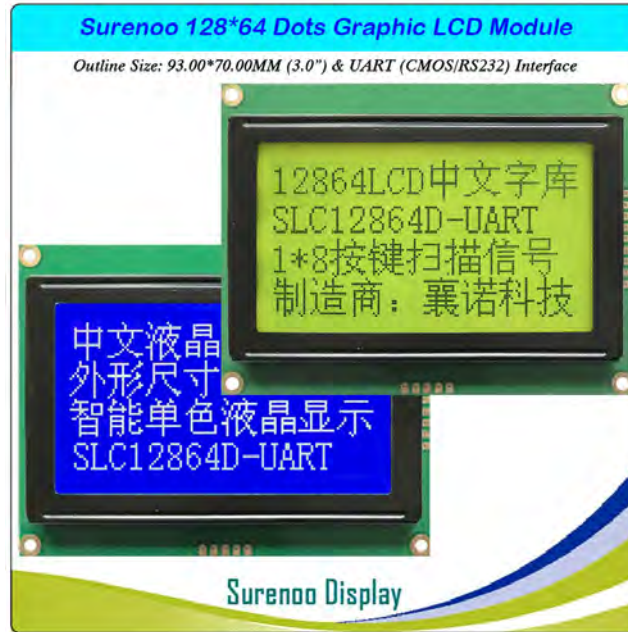 Surenoo 128*64 Dots Graphic LCD Module
Outline Size: 93.00*70.00MM (3.0") & UART (CMOS/RS232) Interface
12864LCD中文字库
SLC12864D-UART
1*8按键扫描信号
制造商：襄诺科技
中文液晶
外形尺寸
智能单色液晶显示
SLC12864D-UART
Surenoo Display